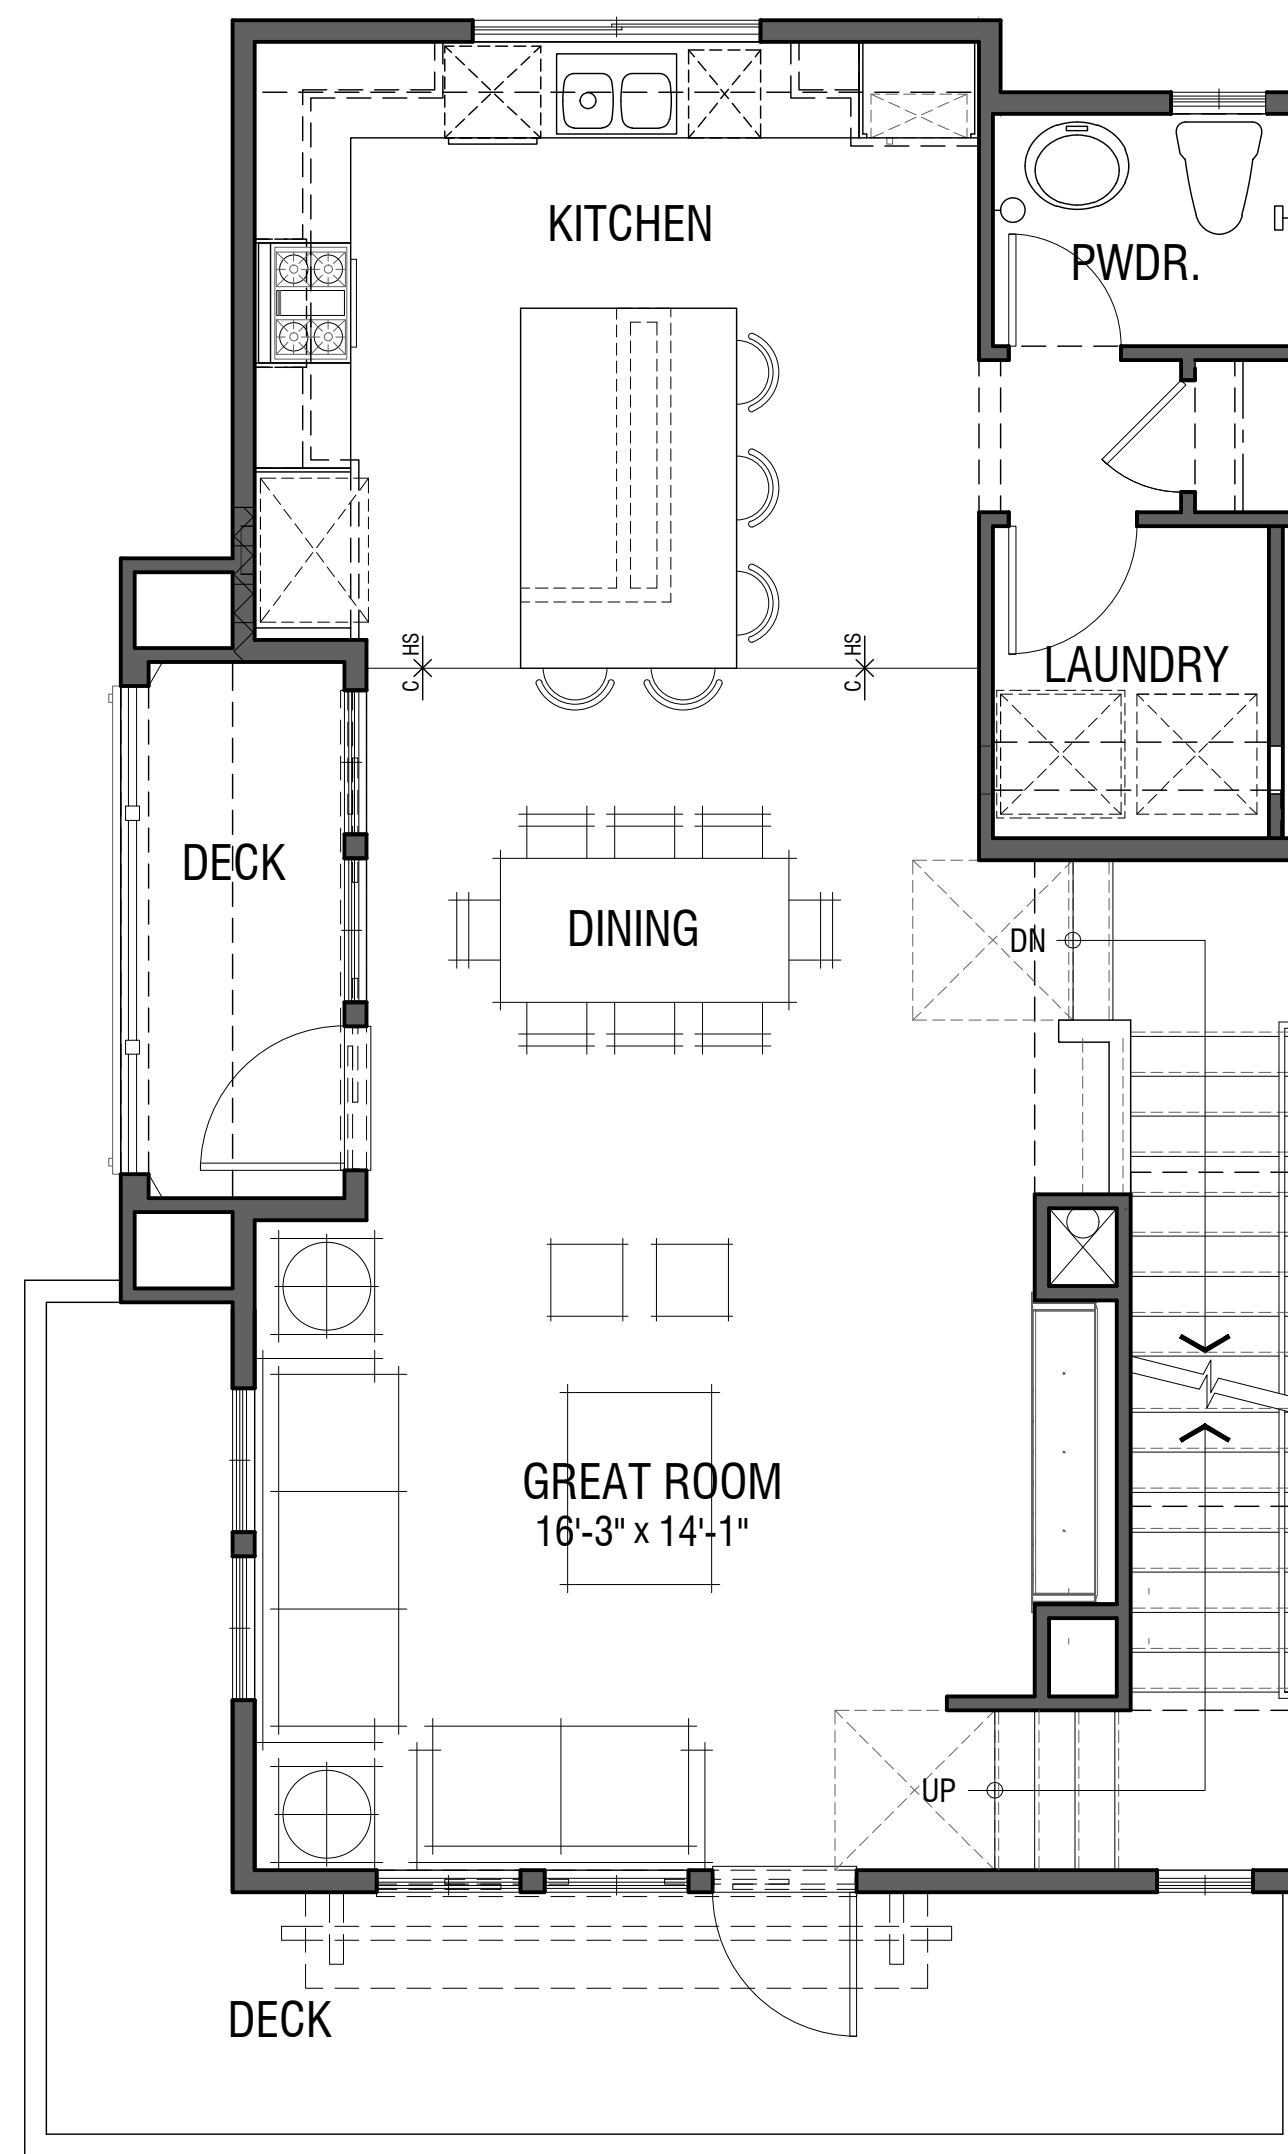 KITCHEN
PWDR.
C HS
C HS
LAUNDRY
DECK
DINING
DN
GREAT ROOM
16'-3" x 14'-1"
UP
DECK